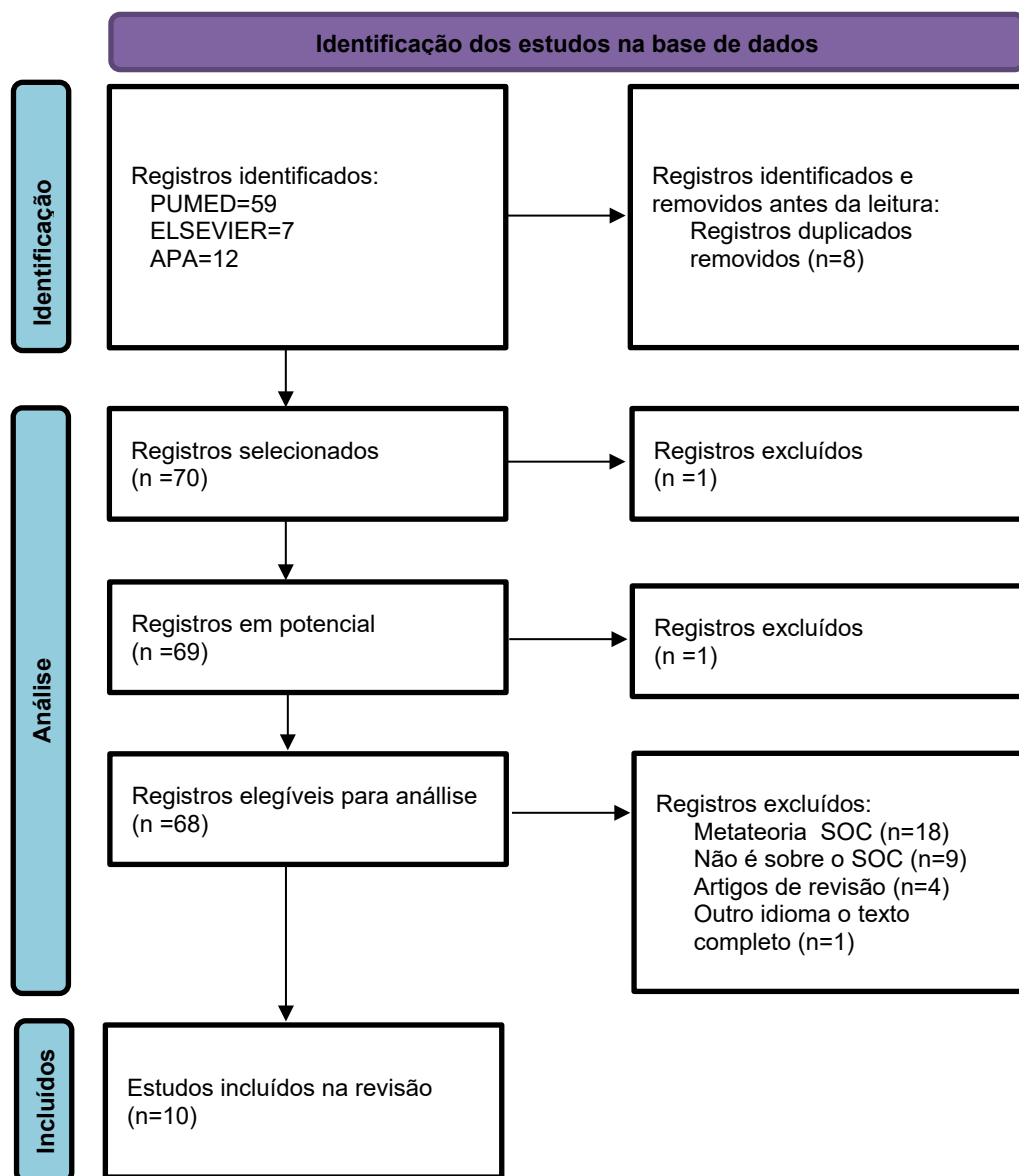 Identificação dos estudos na base de dados
Identificação
Registros identificados:
PUMED=59
ELSEVIER=7
APA=12
Registros identificados e
removidos antes da leitura:
Registros duplicados
removidos (n=8)
Análise
Registros selecionados
(n =70)
Registros excluídos
(n =1)
Registros em potencial
(n =69)
Registros excluídos
(n =1)
Registros elegíveis para anállise
(n =68)
Registros excluídos:
Metateoria  SOC (n=18)
Não é sobre o SOC (n=9)
Artigos de revisão (n=4)
Outro idioma o texto
completo (n=1)
Incluídos
Estudos incluídos na revisão
(n=10)